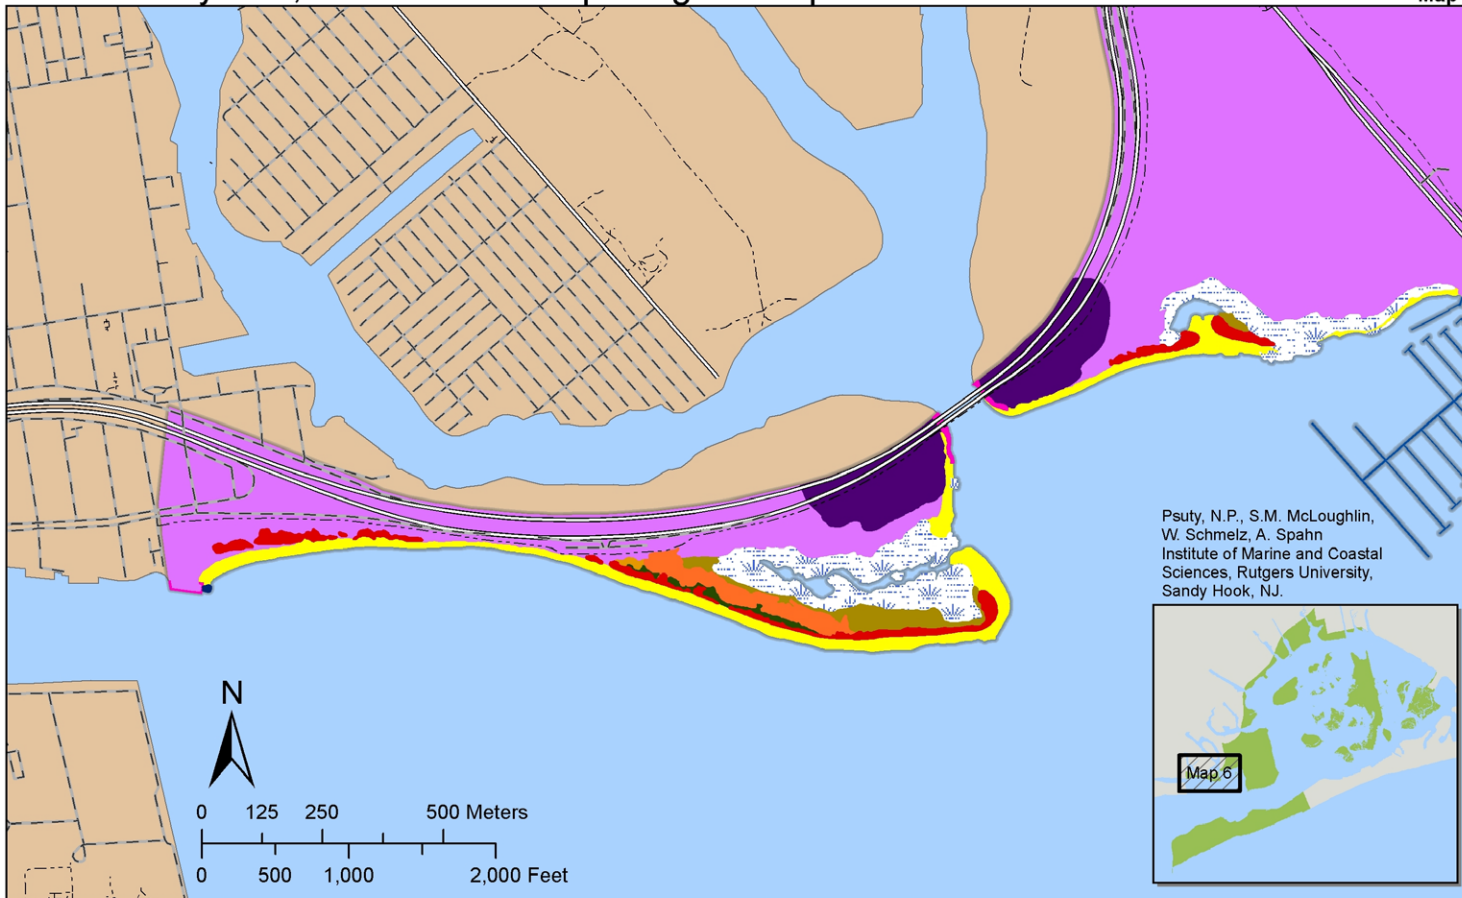 Psuty, N.P., S.M. McLoughlin,
W. Schmelz, A. Spahn
Institute of Marine and Coastal
Sciences, Rutgers University,
Sandy Hook, NJ.
Map 6
N
0 125 250 500 Meters
0 500 1,000 2,000 Feet